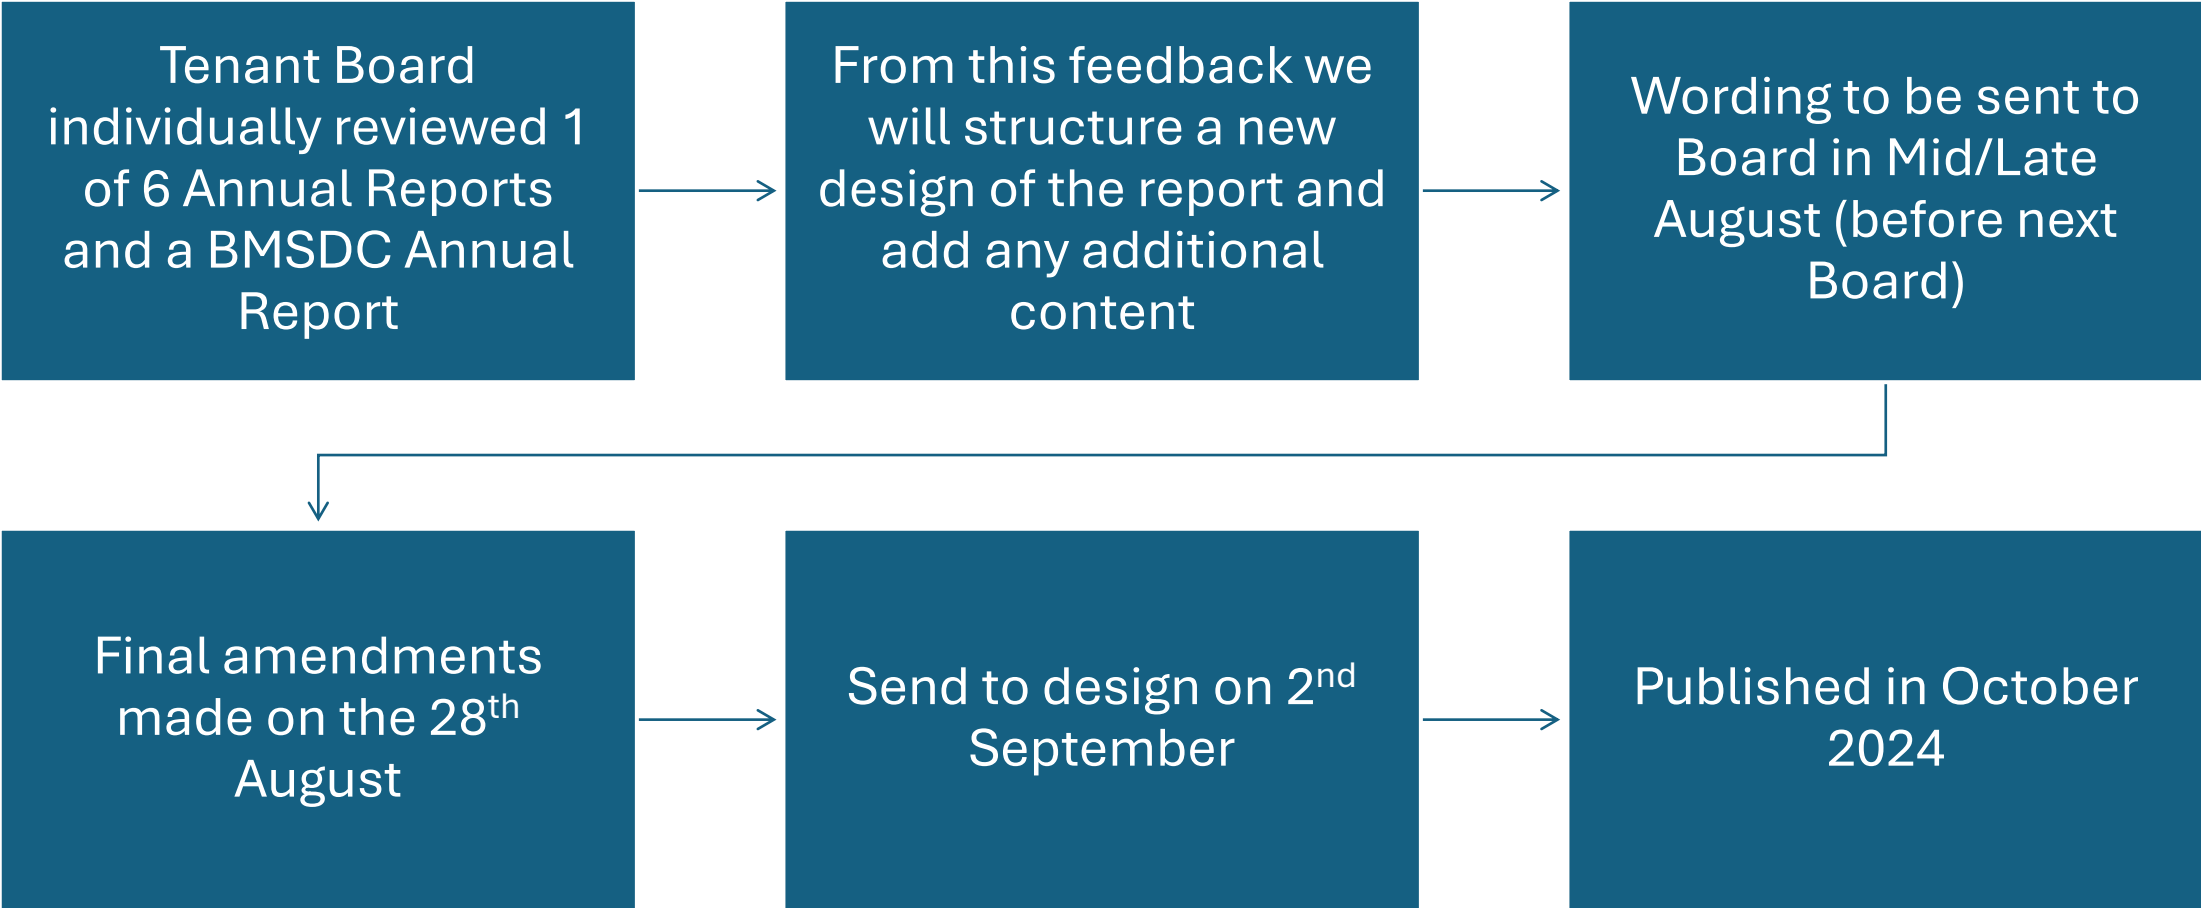 Tenant Board
individually reviewed 1
of 6 Annual Reports
and a BMSDC Annual
Report
From this feedback we
will structure a new
design of the report and
add any additional
content
Wording to be sent to
Board in Mid/Late
August (before next
Board)
Final amendments
made on the 28th
August
Send to design on 2nd
September
Published in October
2024